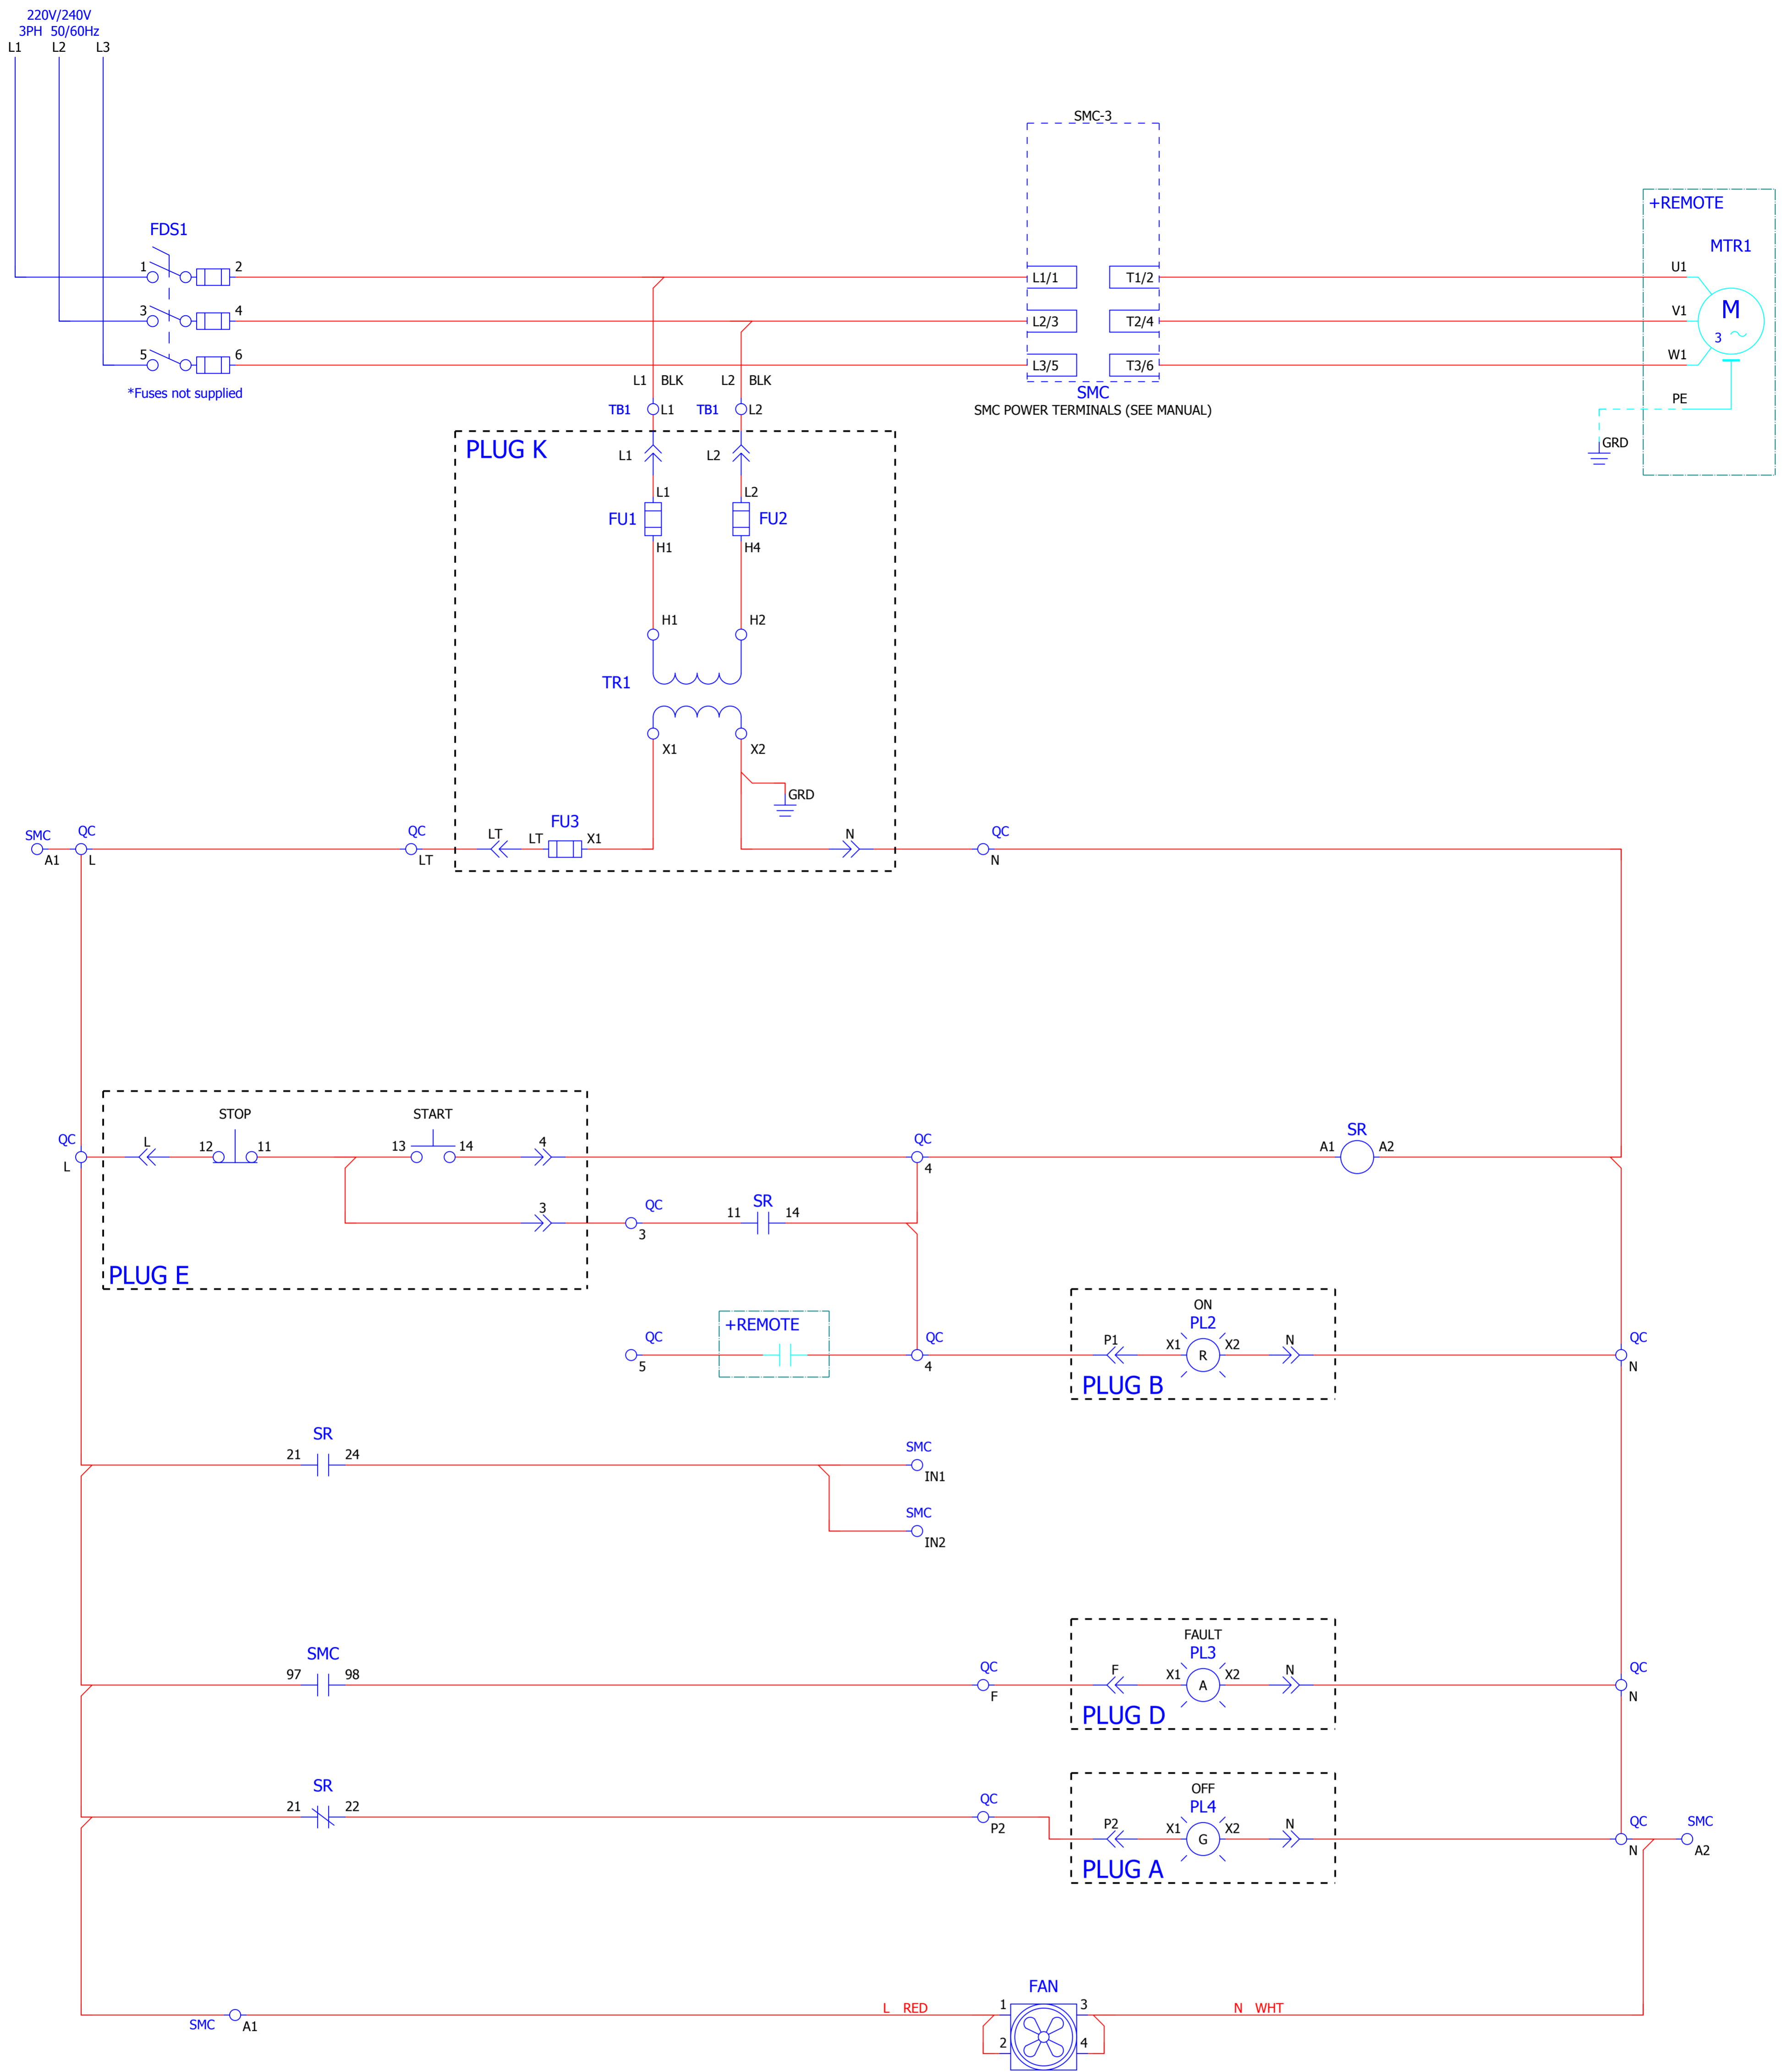 220V/240V
3PH 50/60Hz
L1 L2 L3
SMC-3
+REMOTE
MTR1
FDS1
1 2
L1/1 T1/2
U1
3 4
L2/3 T2/4
V1
M
3
5 6
L3/5 T3/6
W1
*Fuses not supplied
L1 BLK L2 BLK
SMC
SMC POWER TERMINALS (SEE MANUAL)
PE
GRD
TB1 L1 TB1 L2
PLUG K
L1 L2
L1 L2
FU1 FU2
H1 H4
H1 H2
TR1
X1 X2
GRD
SMC QC QC LT FU3 N QC
LT X1
A1 L LT N
STOP START
QC L 12 11 13 14 4 QC SR
A1 A2
L 4
3 QC 11 SR 14
3
PLUG E
+REMOTE
ON
PL2
QC QC P1 X1 X2 N QC
R
5 4 N
PLUG B
SR
21 24
SMC
IN1
SMC
IN2
FAULT
PL3
SMC
97 98
QC F X1 X2 N QC
A
F N
PLUG D
OFF
PL4
SR
21 22
QC P2 X1 X2 N QC SMC
P2 G N A2
PLUG A
FAN
L RED 1 3 N WHT
SMC A1
2 4